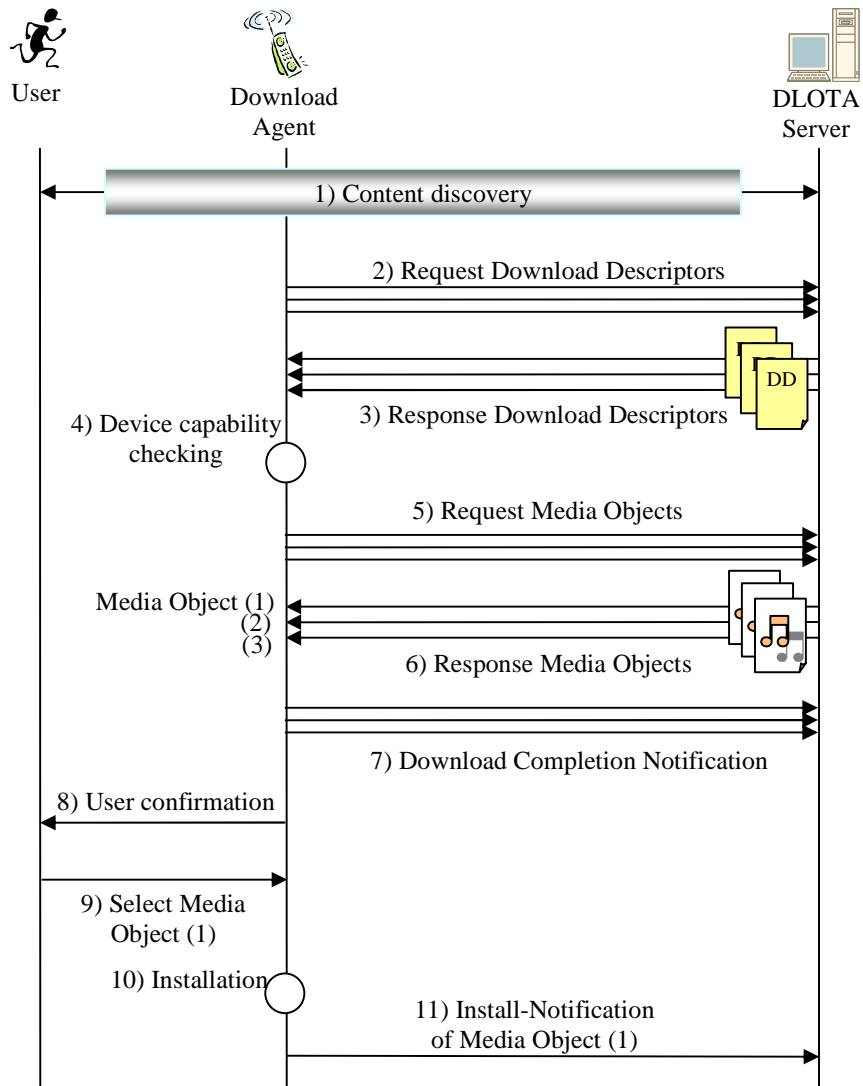 User
Download
Agent
DLOTA
Server
1) Content discovery
2) Request Download Descriptors
DD
DD
DD
3) Response Download Descriptors
4) Device capability
checking
5) Request Media Objects
Media Object (1)
(2)
(3)
6) Response Media Objects
7) Download Completion Notification
8) User confirmation
9) Select Media
Object (1)
10) Installation
11) Install-Notification
of Media Object (1)